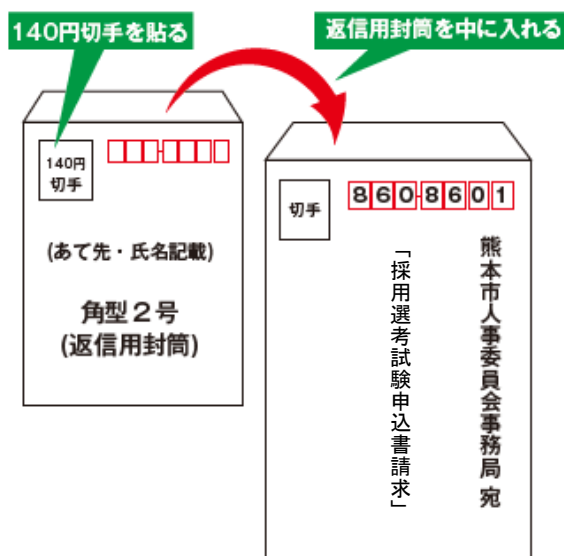 140円切手を貼る
返信用封筒を中に入れる
140円
切手
(あて先・氏名記載)
角型2号
(返信用封筒)
切手
860-8601
熊本市人事委員会事務局 宛
「採用選考試験申込書請求」